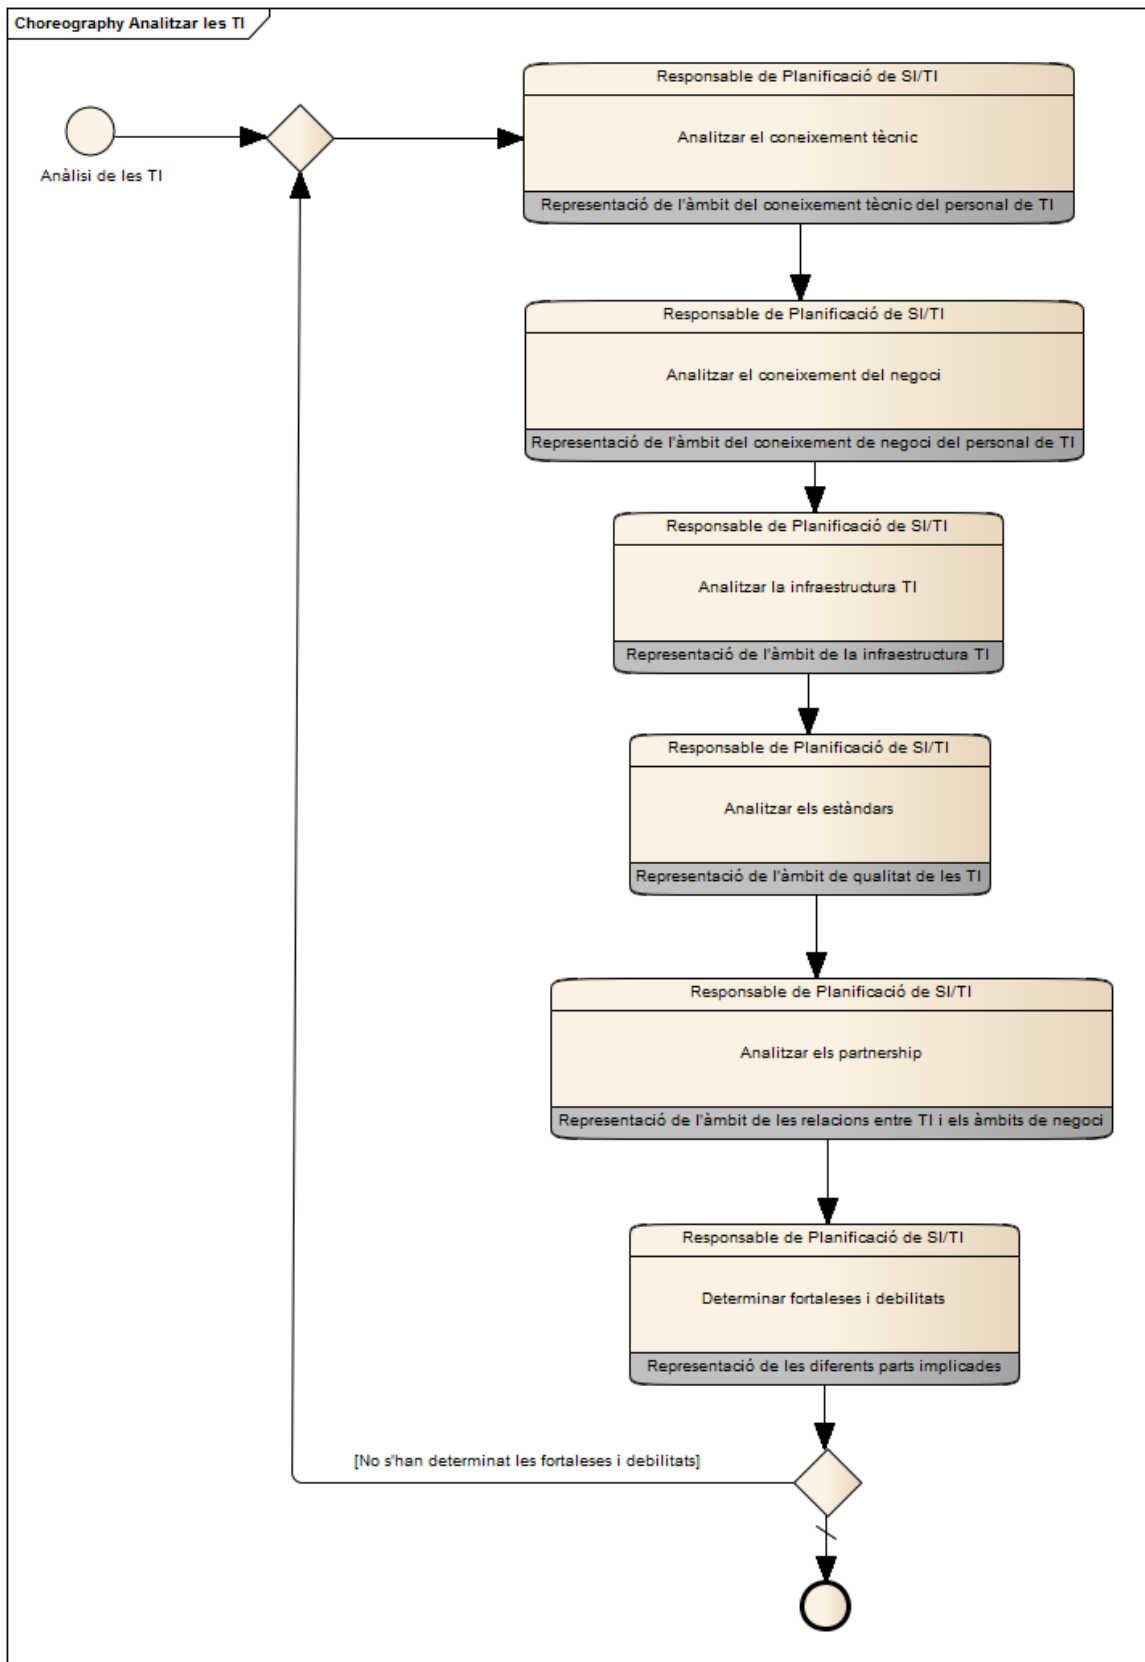 Choreography Analitzar les TI
Responsable de Planificació de SI/TI
Analitzar el coneixement tècnic
Anàlisi de les TI
Representació de l'àmbit del coneixement tècnic del personal de TI
Responsable de Planificació de SI/TI
Analitzar el coneixement del negoci
Representació de l'àmbit del coneixement de negoci del personal de TI
Responsable de Planificació de SI/TI
Analitzar la infraestructura TI
Representació de l'àmbit de la infraestructura TI
Responsable de Planificació de SI/TI
Analitzar els estàndars
Representació de l'àmbit de qualitat de les TI
Responsable de Planificació de SI/TI
Analitzar els partnership
Representació de l'àmbit de les relacions entre TI i els àmbits de negoci
Responsable de Planificació de SI/TI
Determinar fortaleses i debilitats
Representació de les diferents parts implicades
[No s'han determinat les fortaleses i debilitats]